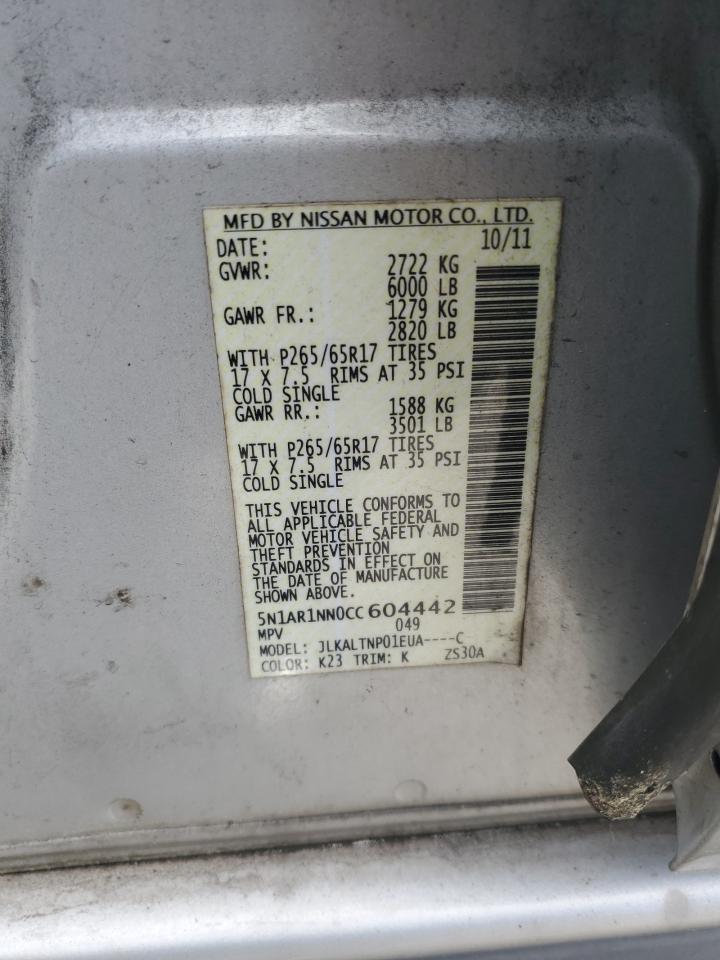 MFD BY NISSAN MOTOR CO., LTD.
DATE: 10/11
GVWR: 2722 KG
6000 LB
GAWR FR.: 1279 KG
2820 LB
WITH P265/65R17 TIRES
17 X 7.5 RIMS AT 35 PSI
COLD SINGLE
GAWR RR.: 1588 KG
3501 LB
WITH P265/65R17 TIRES
17 X 7.5 RIMS AT 35 PSI
COLD SINGLE
THIS VEHICLE CONFORMS TO
ALL APPLICABLE FEDERAL
MOTOR VEHICLE SAFETY AND
THEFT PREVENTION
STANDARDS IN EFFECT ON
THE DATE OF MANUFACTURE
SHOWN ABOVE.
5N1AR1NN0CC604442
MPV 049
MODEL: JLKALTNP01EUA----C
COLOR: K23 TRIM: K ZS30A